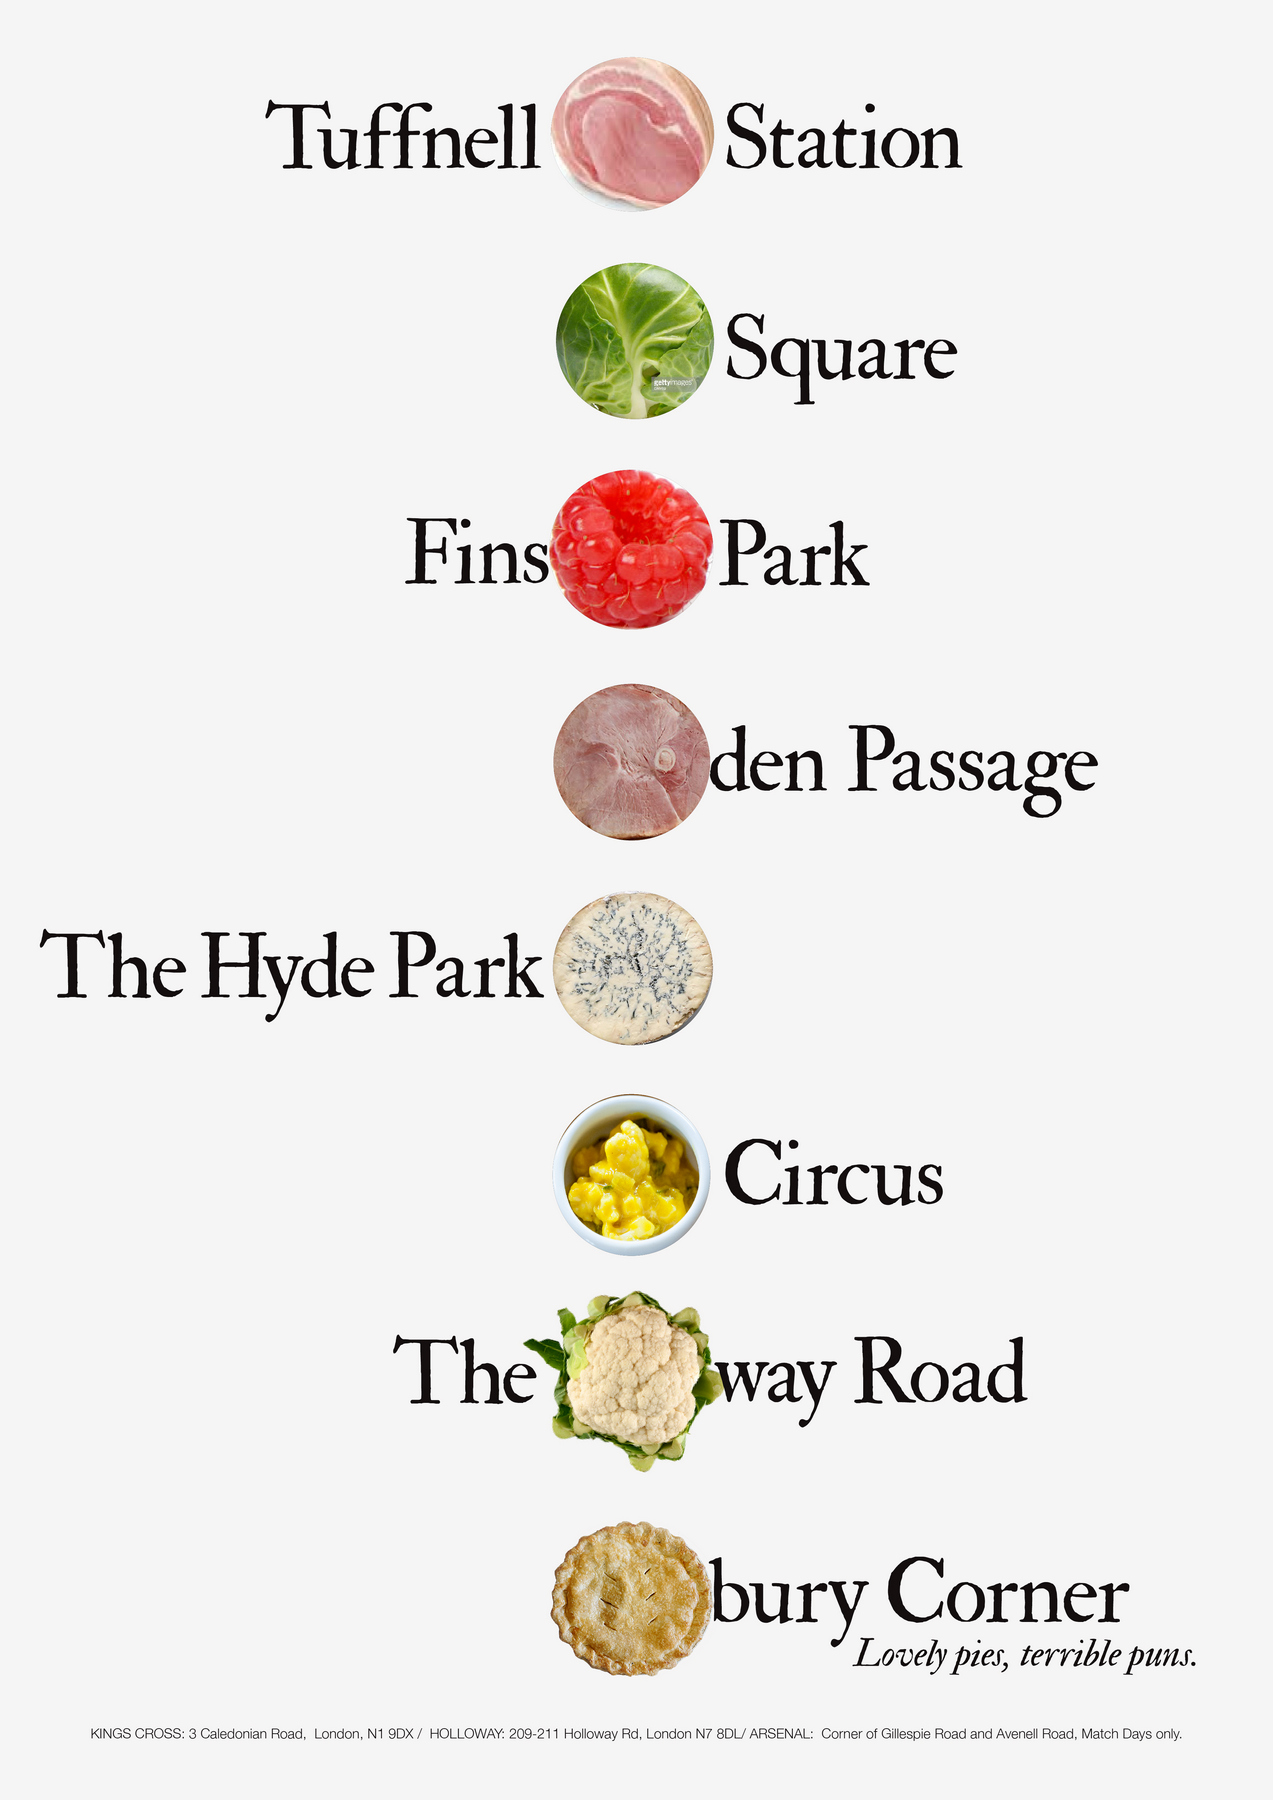 Tuffnell Station
Square
gettyimages
Fins Park
den Passage
The Hyde Park
Circus
The way Road
bury Corner
Lovely pies, terrible puns.
KINGS CROSS: 3 Caledonian Road, London, N1 9DX / HOLLOWAY: 209-211 Holloway Rd, London N7 8DL/ ARSENAL: Corner of Gillespie Road and Avenell Road, Match Days only.